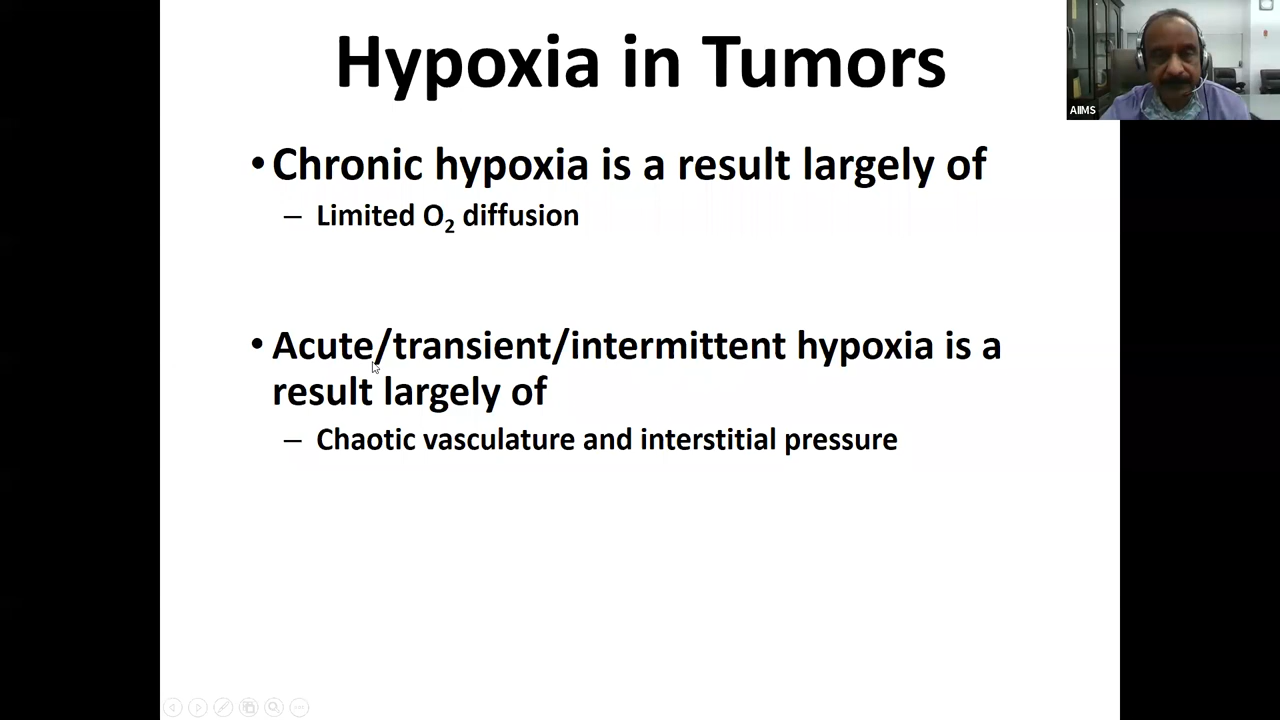 Hypoxia in Tumors
AIIMS
• Chronic hypoxia is a result largely of
– Limited O₂ diffusion
• Acute/transient/intermittent hypoxia is a
result largely of
– Chaotic vasculature and interstitial pressure